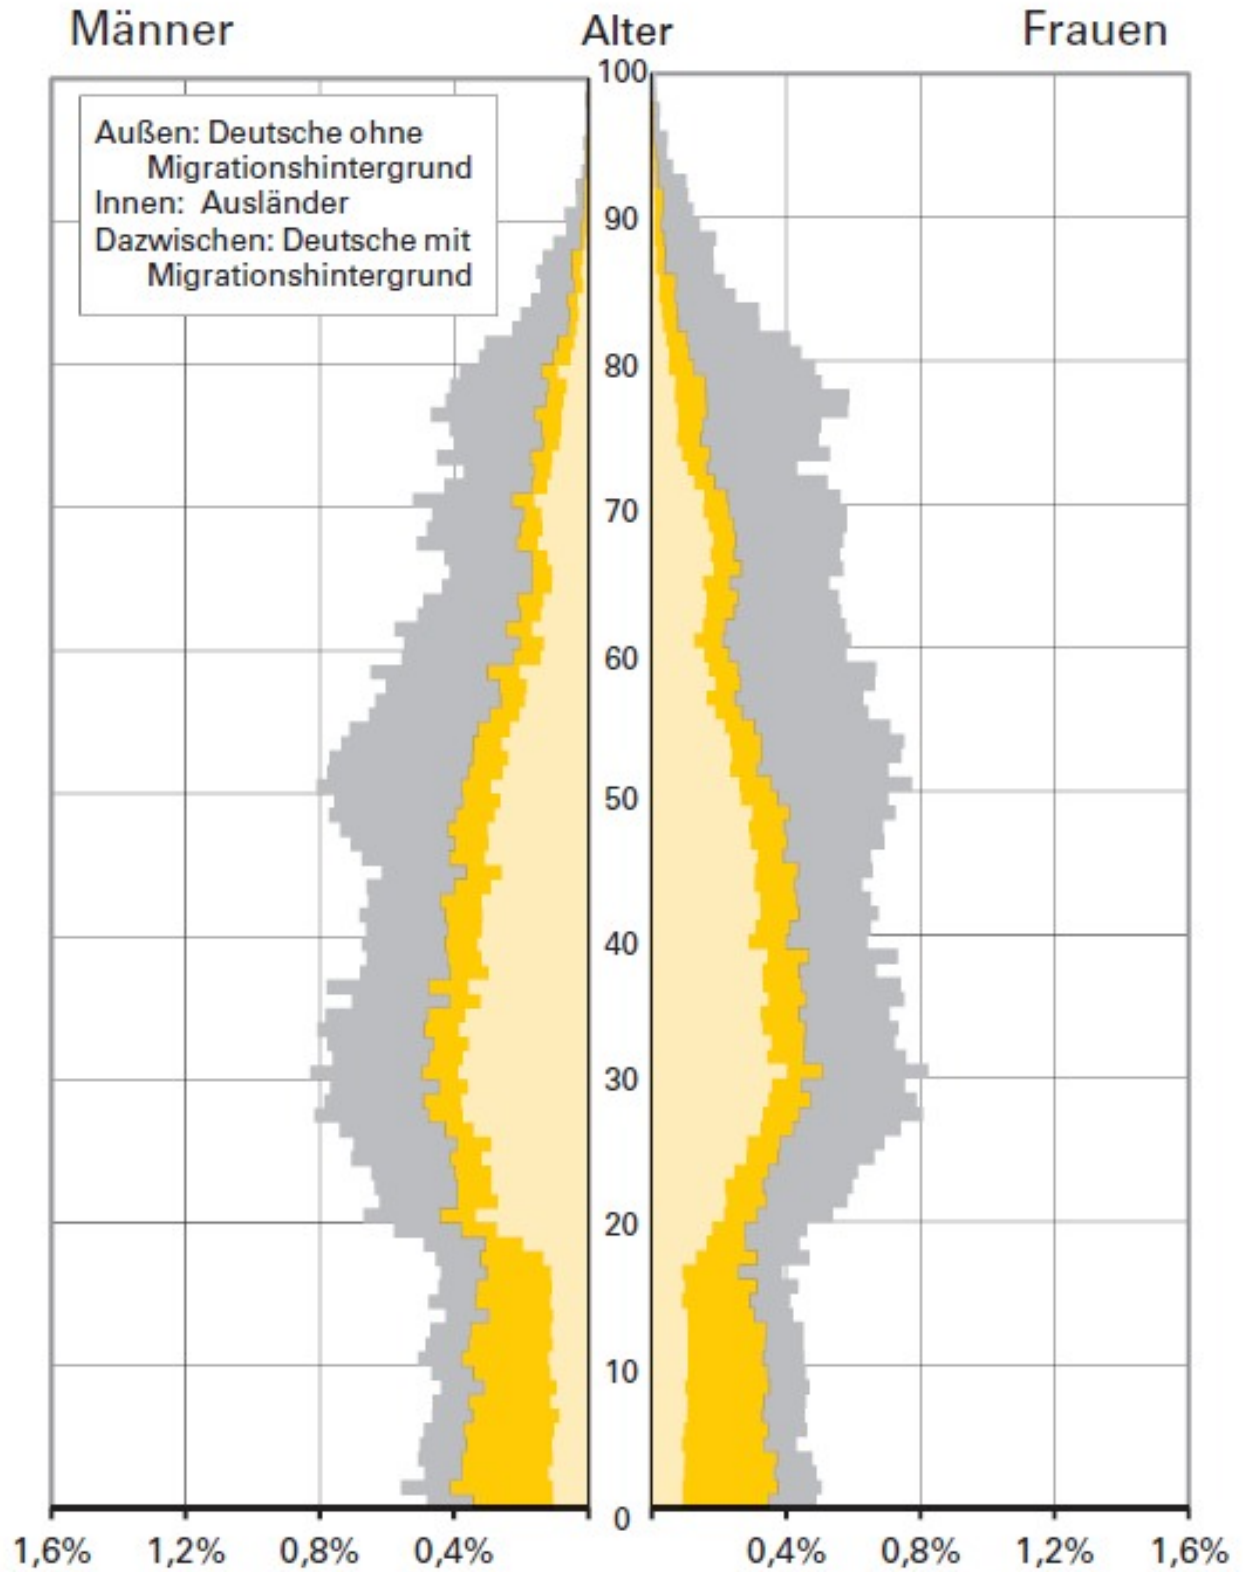 Männer
Alter
Frauen
Außen: Deutsche ohne
Migrationshintergrund
Innen: Ausländer
Dazwischen: Deutsche mit
Migrationshintergrund
100
90
80
70
60
50
40
30
20
10
0
1,6% 1,2% 0,8% 0,4% 0,4% 0,8% 1,2% 1,6%